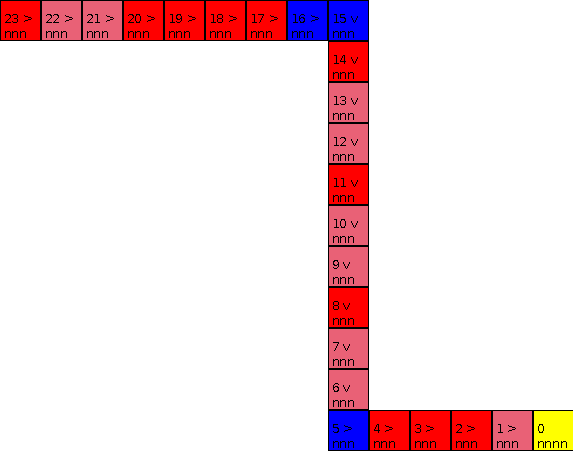 23 > 22 > 21 > 20 > 19 > 18 > 17 > 16 > 15 v
nnn nnn nnn nnn nnn nnn nnn nnn nnn
14 v
nnn
13 v
nnn
12 v
nnn
11 v
nnn
10 v
nnn
9 v
nnn
8 v
nnn
7 v
nnn
6 v
nnn
5 > 4 > 3 > 2 > 1 > 0
nnn nnn nnn nnn nnn nnnn